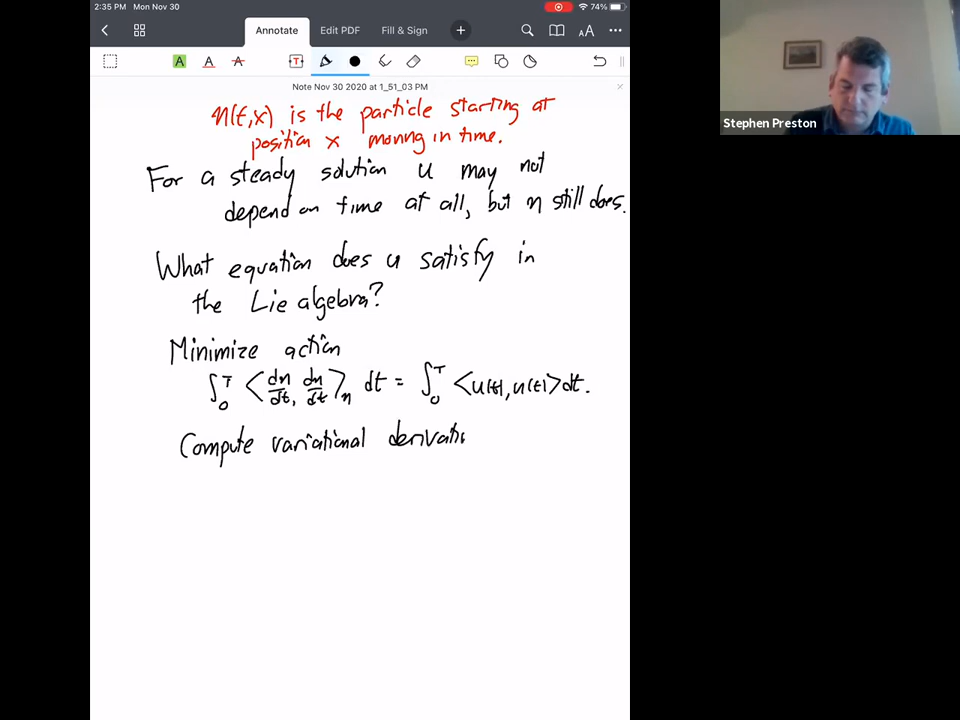 2:35 PM Mon Nov 30
74%
Annotate Edit PDF Fill & Sign
A A A T AA
Note Nov 30 2020 at 1_51_03 PM
η(t,x) is the particle starting at
position x moving in time.
For a steady solution u may not
depend on time at all, but η still does.
What equation does u satisfy in
the Lie algebra?
Minimize action
∫₀ᵀ ⟨dη/dt, dη/dt⟩_η dt = ∫₀ᵀ ⟨u(t), u(t)⟩ dt.
Compute variational derivati
Stephen Preston